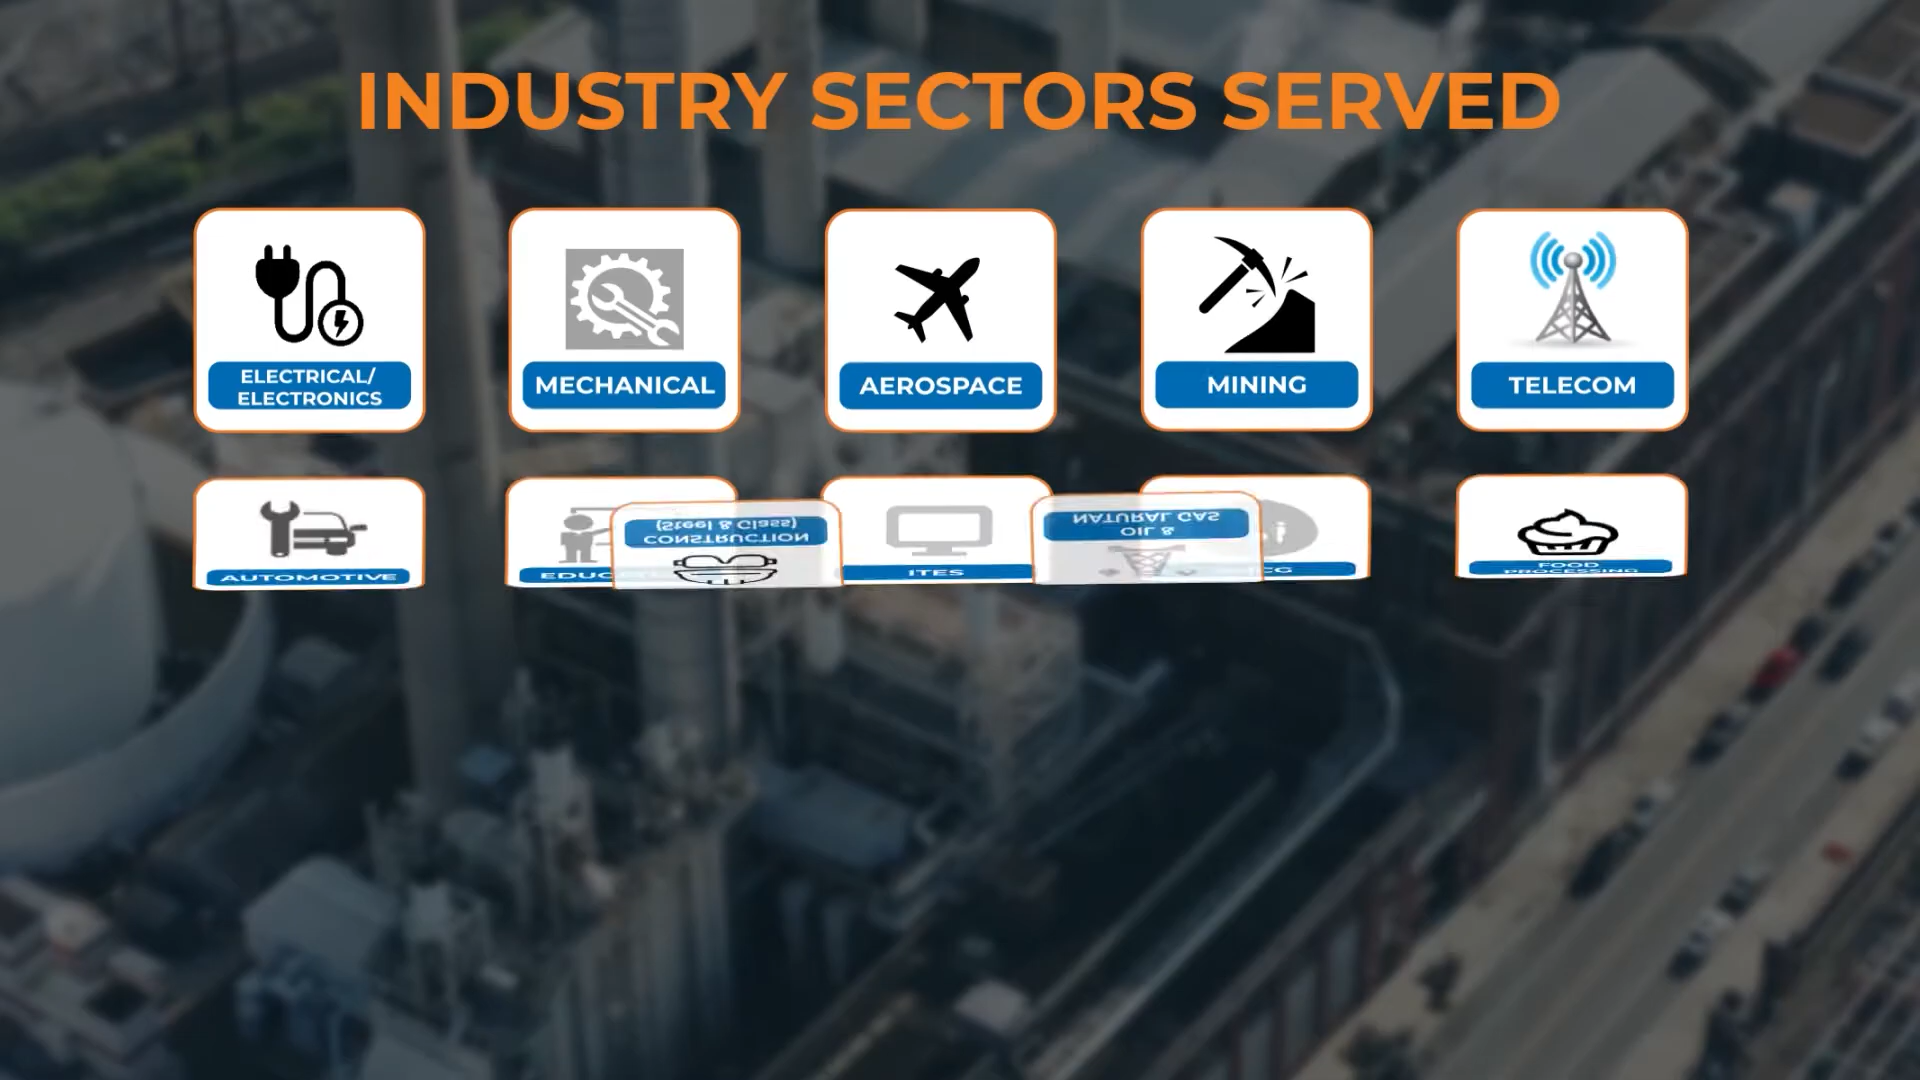 INDUSTRY SECTORS SERVED
ELECTRICAL/
ELECTRONICS
MECHANICAL
AEROSPACE
MINING
TELECOM
AUTOMOTIVE
ITES
FOOD
PROCESSING
CONSTRUCTION
(Steel & Glass)
OIL &
NATURAL GAS